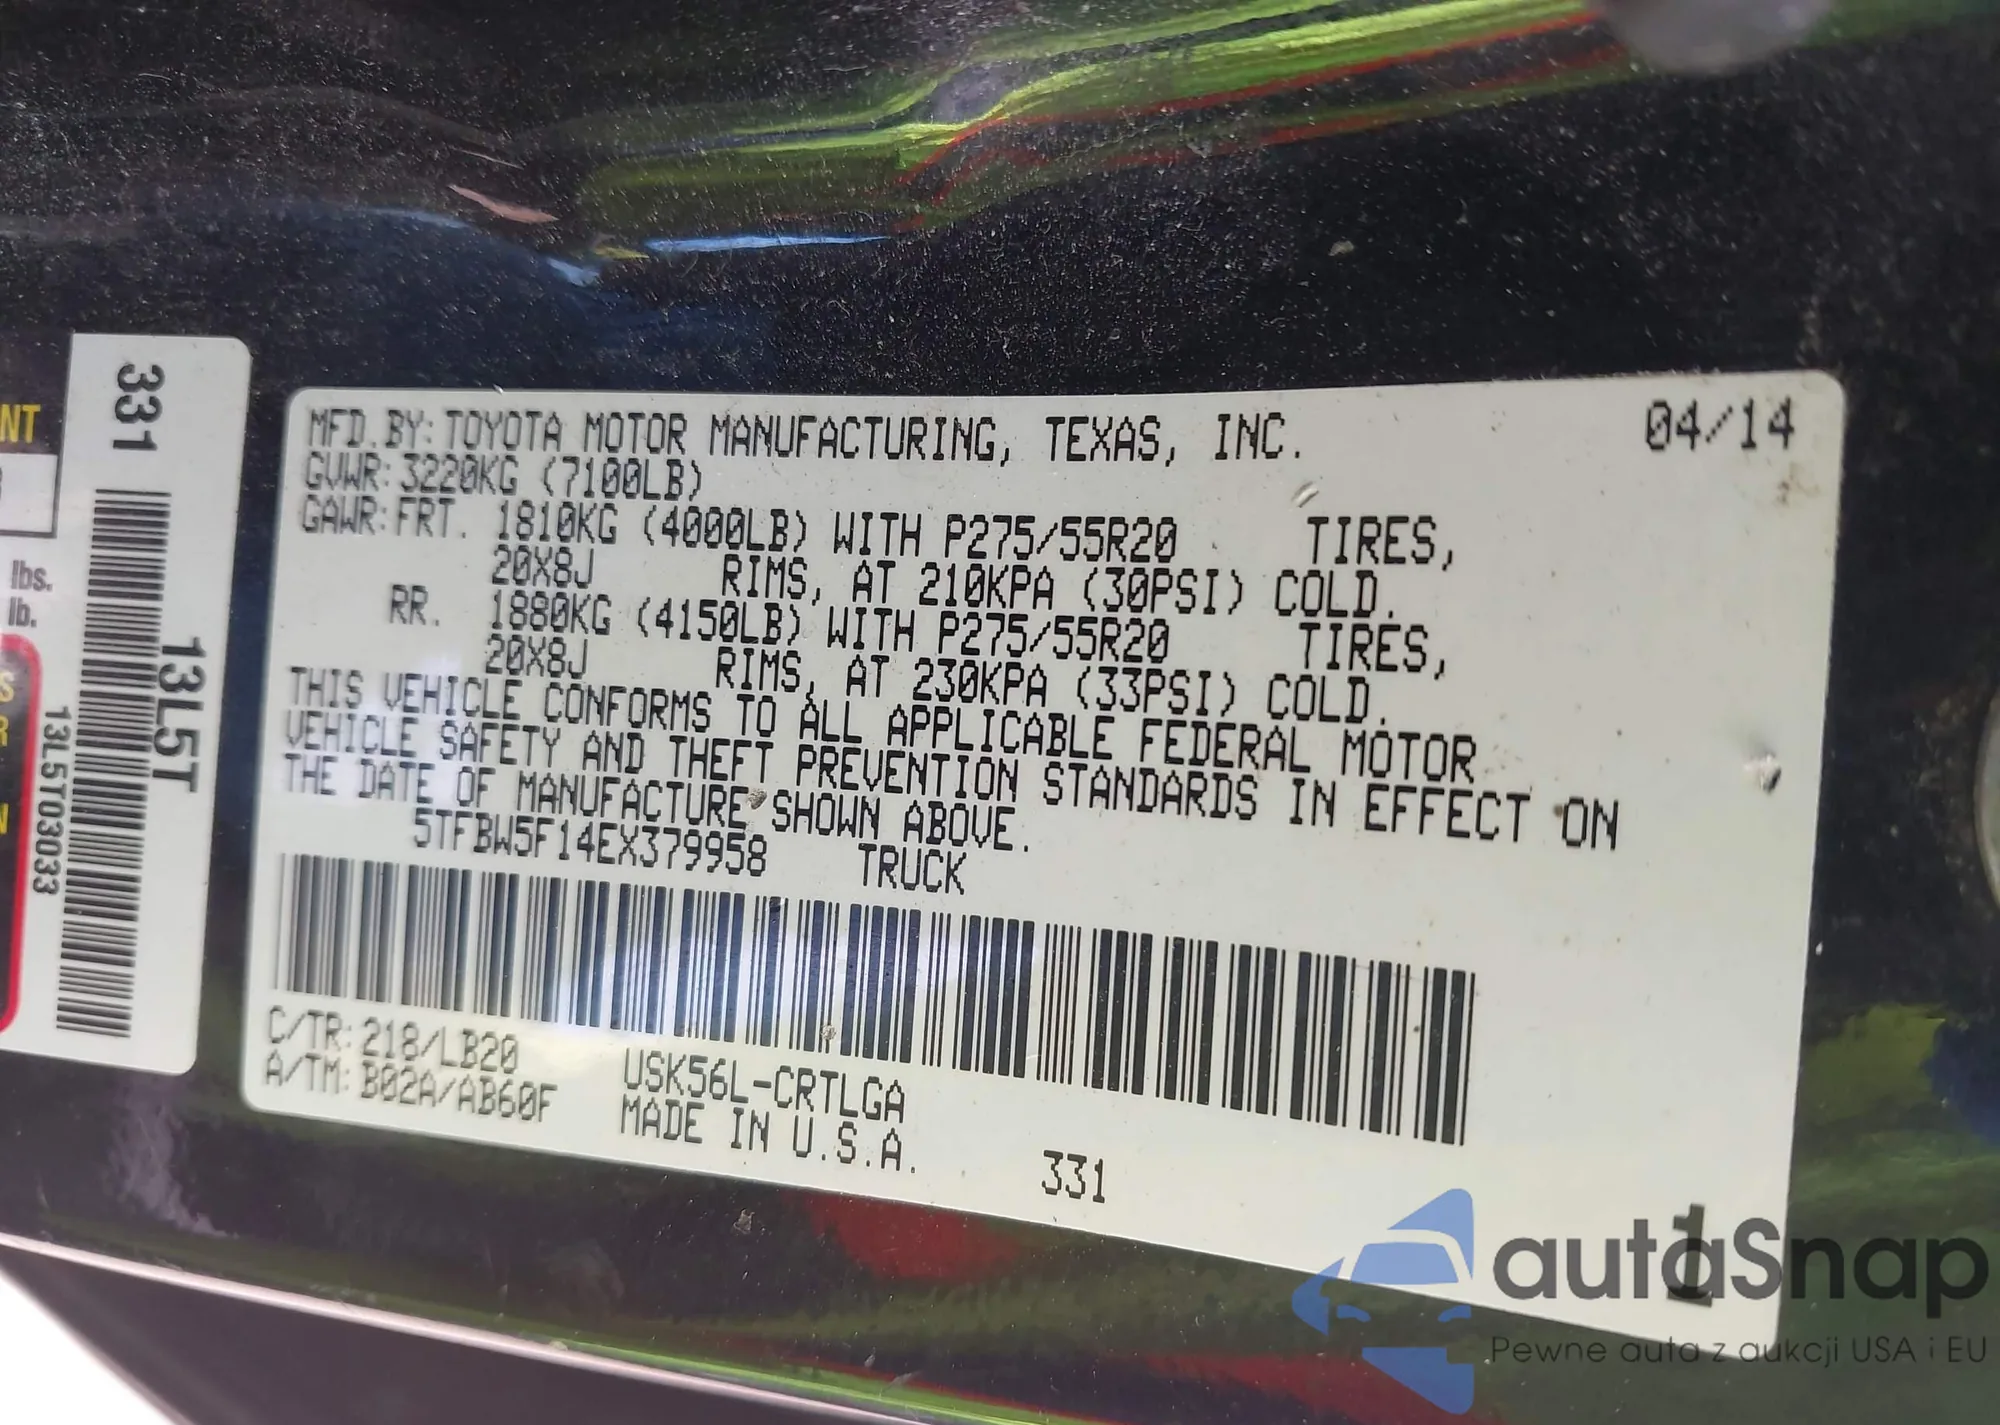 NT
lbs.
lb.
S
R
N
331
13L5T
13L5T03033
MFD. BY: TOYOTA MOTOR MANUFACTURING, TEXAS, INC. 04/14
GVWR: 3220KG (7100LB)
GAWR: FRT. 1810KG (4000LB) WITH P275/55R20 TIRES,
20X8J RIMS, AT 210KPA (30PSI) COLD.
RR. 1880KG (4150LB) WITH P275/55R20 TIRES,
20X8J RIMS, AT 230KPA (33PSI) COLD.
THIS VEHICLE CONFORMS TO ALL APPLICABLE FEDERAL MOTOR
VEHICLE SAFETY AND THEFT PREVENTION STANDARDS IN EFFECT ON
THE DATE OF MANUFACTURE SHOWN ABOVE.
5TFBW5F14EX379958 TRUCK
C/TR: 218/LB20 USK56L-CRTLGA
A/TM: B02A/AB60F MADE IN U.S.A.
331
1
autaSnap
Pewne auta z aukcji USA i EU